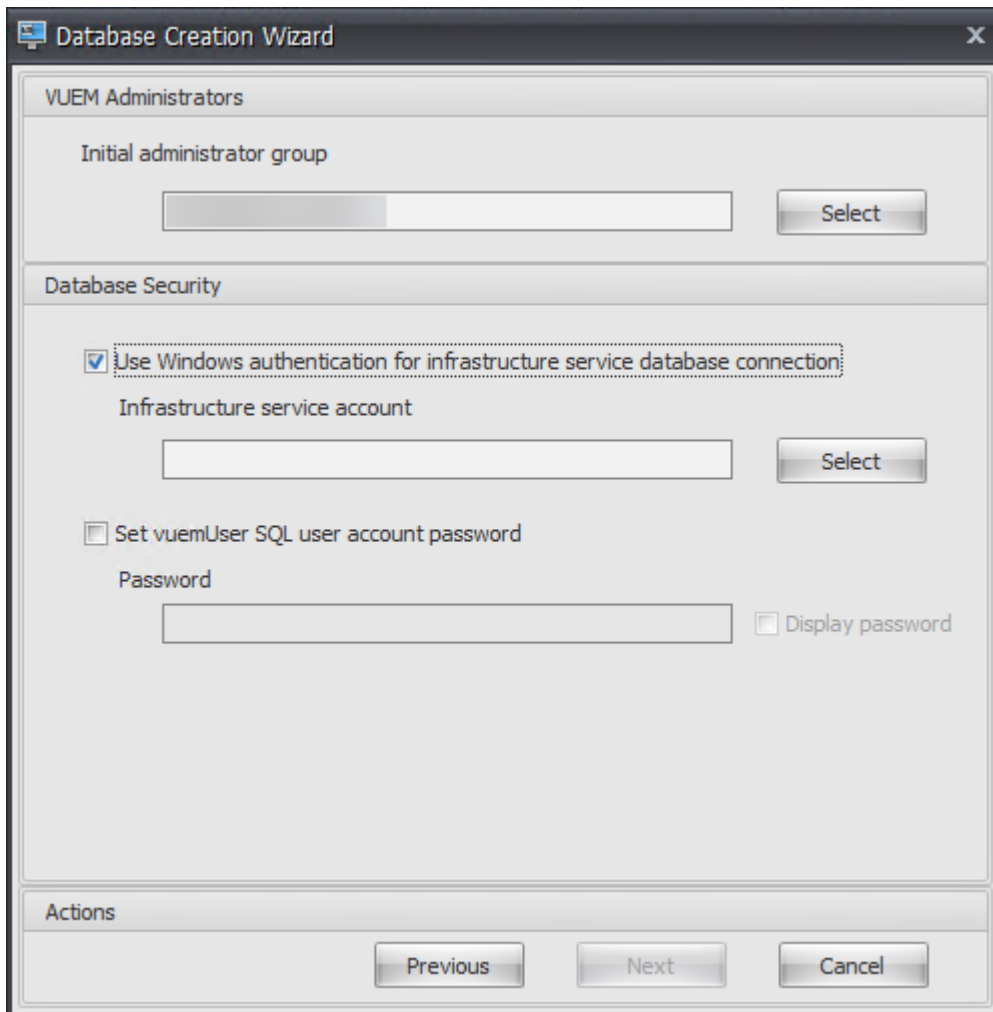 Database Creation Wizard
VUEM Administrators
Initial administrator group
Select
Database Security
Use Windows authentication for infrastructure service database connection
Infrastructure service account
Select
Set vuemUser SQL user account password
Password
Display password
Actions
Previous Next Cancel